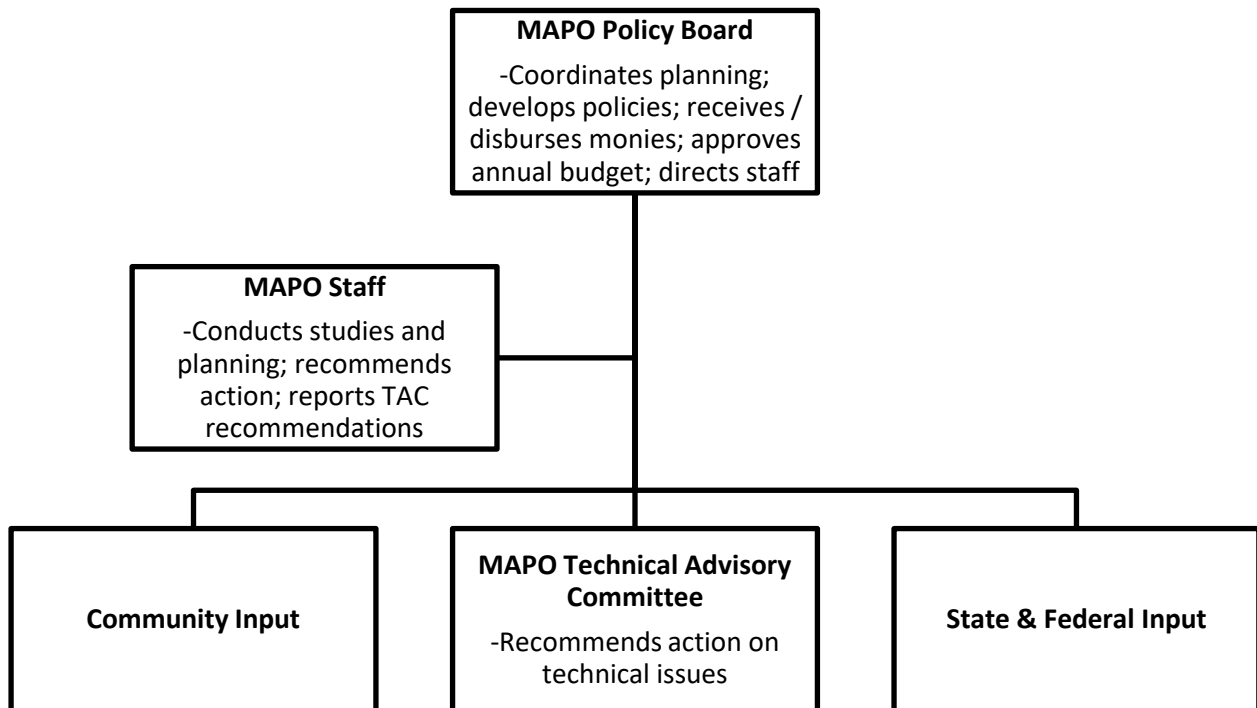 MAPO Policy Board
-Coordinates planning;
develops policies; receives /
disburses monies; approves
annual budget; directs staff
MAPO Staff
-Conducts studies and
planning; recommends
action; reports TAC
recommendations
Community Input
MAPO Technical Advisory
Committee
-Recommends action on
technical issues
State & Federal Input